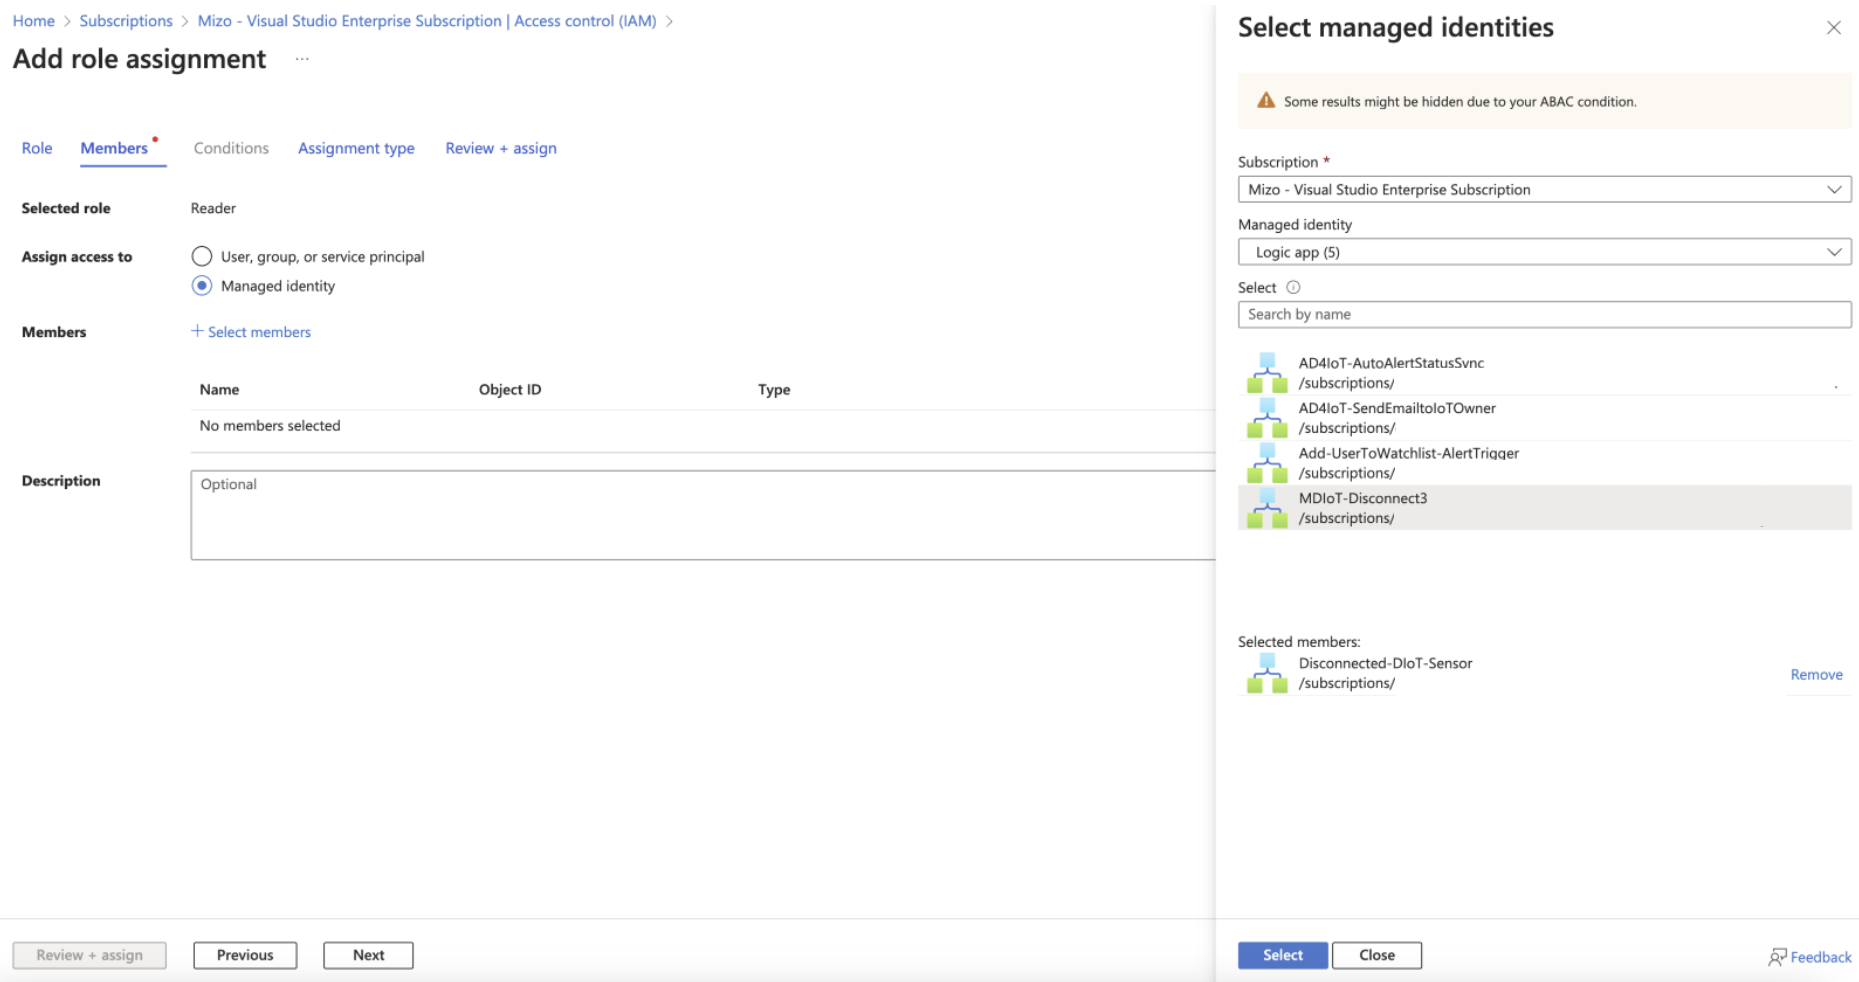 Home > Subscriptions > Mizo - Visual Studio Enterprise Subscription | Access control (IAM) >
Add role assignment ...
Role Members Conditions Assignment type Review + assign
Selected role Reader
Assign access to User, group, or service principal
Managed identity
Members + Select members
Name Object ID Type
No members selected
Description Optional
Review + assign Previous Next
Select managed identities
Some results might be hidden due to your ABAC condition.
Subscription *
Mizo - Visual Studio Enterprise Subscription
Managed identity
Logic app (5)
Select
Search by name
AD4IoT-AutoAlertStatusSync
/subscriptions/
AD4IoT-SendEmailtoIoTOwner
/subscriptions/
Add-UserToWatchlist-AlertTrigger
/subscriptions/
MDIoT-Disconnect3
/subscriptions/
Selected members:
Disconnected-DIoT-Sensor
/subscriptions/
Remove
Select Close
Feedback